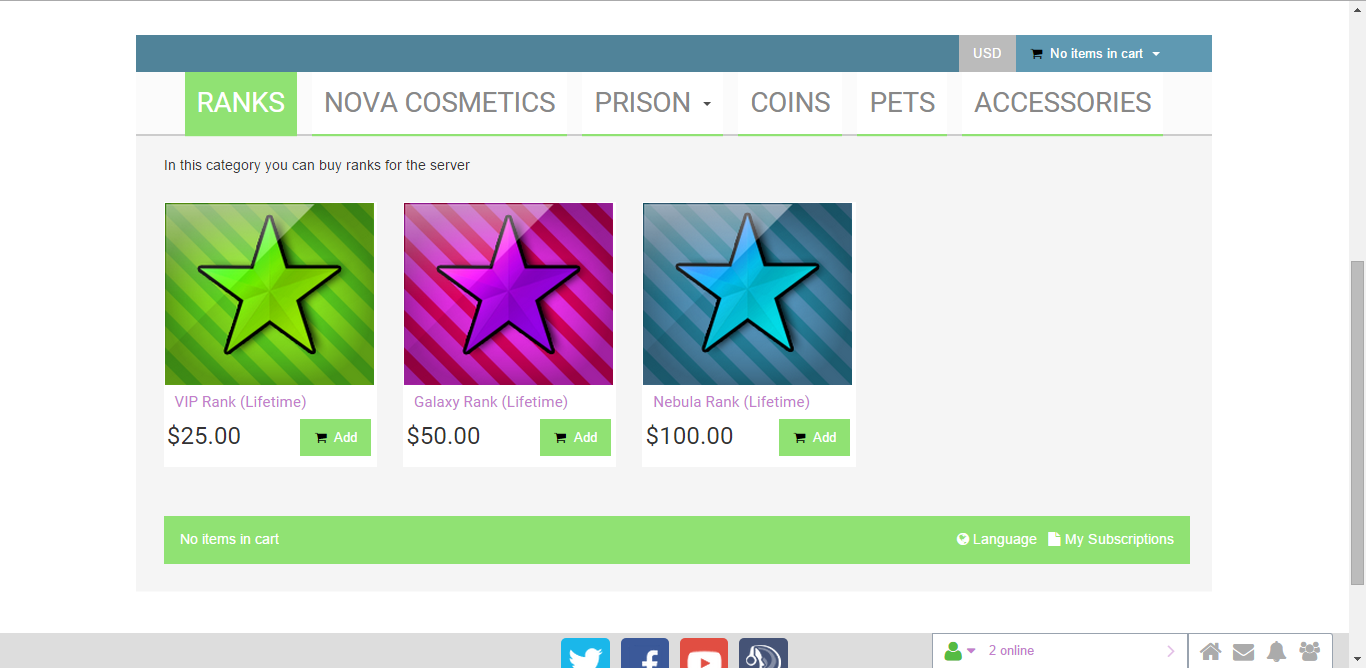 USD No items in cart
RANKS NOVA COSMETICS PRISON COINS PETS ACCESSORIES
In this category you can buy ranks for the server
VIP Rank (Lifetime) Galaxy Rank (Lifetime) Nebula Rank (Lifetime)
$25.00 Add $50.00 Add $100.00 Add
No items in cart Language My Subscriptions
2 online